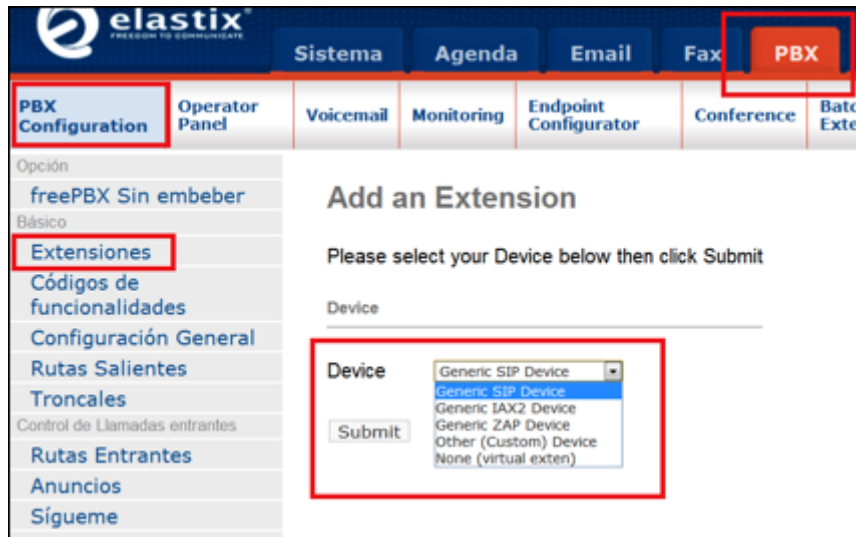 elastix
FREEDOM TO COMMUNICATE
Sistema Agenda Email Fax PBX
PBX Configuration Operator Panel Voicemail Monitoring Endpoint Configurator Conference
Opción
freePBX Sin embeber
Básico
Extensiones
Códigos de
funcionalidades
Configuración General
Rutas Salientes
Troncales
Control de Llamadas entrantes
Rutas Entrantes
Anuncios
Sígueme
Add an Extension
Please select your Device below then click Submit
Device
Device Generic SIP Device
Generic SIP Device
Generic IAX2 Device
Generic ZAP Device
Other (Custom) Device
None (virtual exten)
Submit